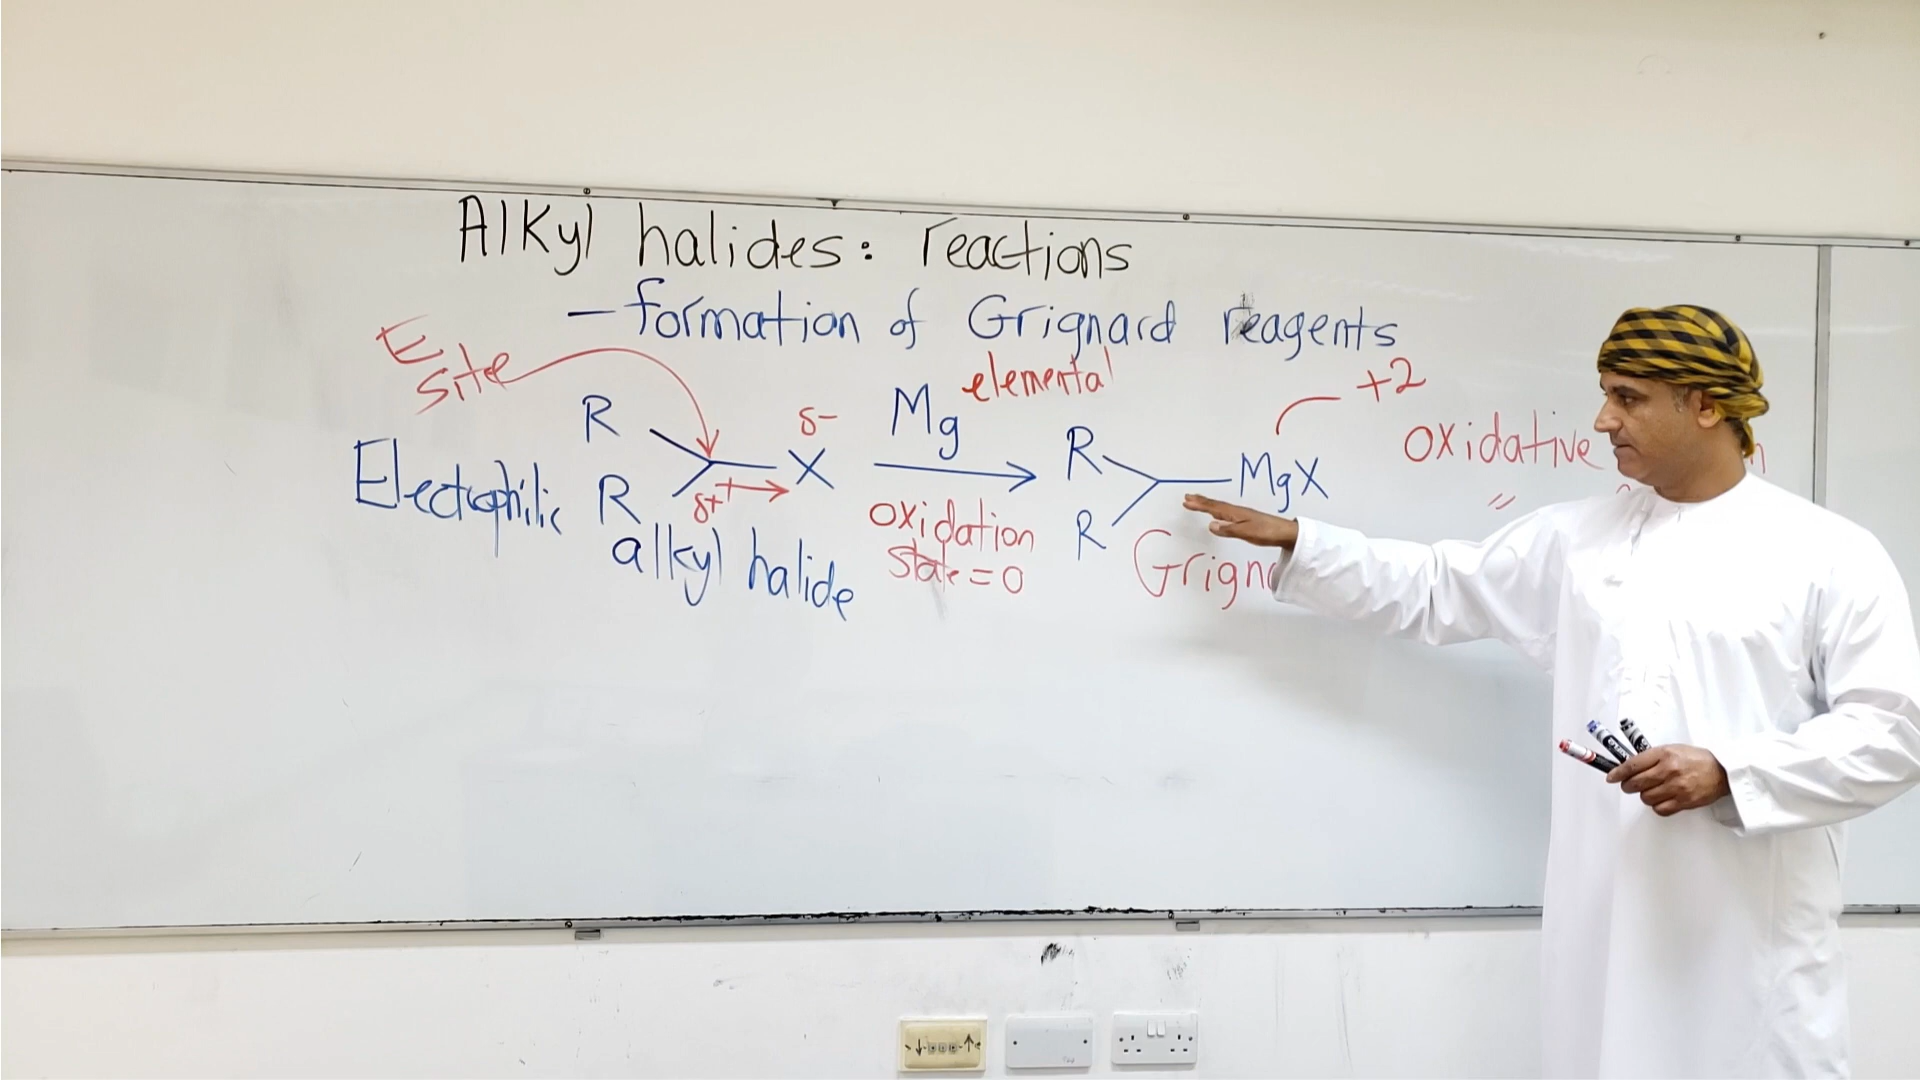 Alkyl halides: reactions
- formation of Grignard reagents
E site
elemental
+2
R
δ-
Mg
R
X
MgX
oxidative
Electrophilic
R
δ+
oxidation
state = 0
R
alkyl halide